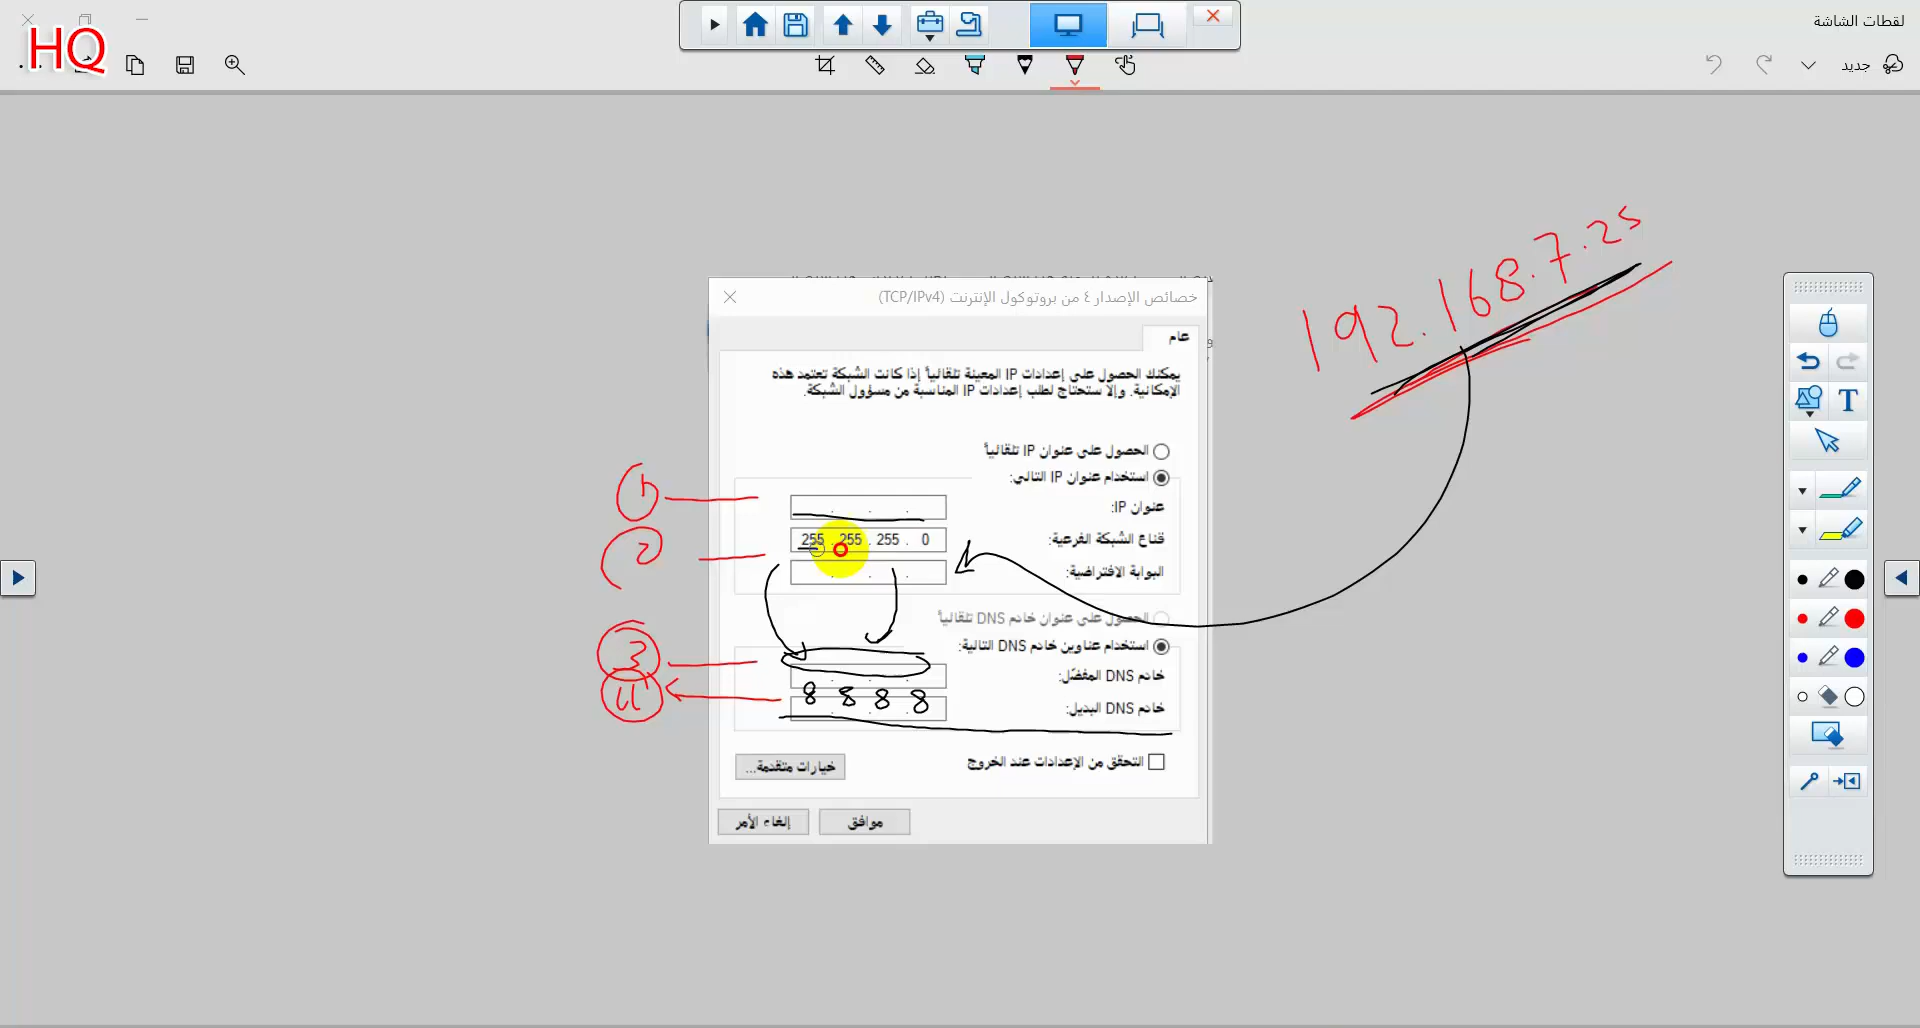 لقطات الشاشة
HQ
جديد
192.168.7.25
خصائص الإصدار ٤ من بروتوكول الإنترنت (TCP/IPv4)
عام
يمكنك الحصول على إعدادات IP المعينة تلقائياً إذا كانت الشبكة تعتمد هذه
الإمكانية. وإلا ستحتاج لطلب إعدادات IP المناسبة من مسؤول الشبكة.
الحصول على عنوان IP تلقائياً
استخدام عنوان IP التالي:
عنوان IP:
1
قناع الشبكة الفرعية:
255 . 255 . 255 . 0
2
البوابة الافتراضية:
الحصول على عنوان خادم DNS تلقائياً
استخدام عناوين خادم DNS التالية:
3
خادم DNS المفضّل:
4
خادم DNS البديل:
8 8 8 8
التحقق من الإعدادات عند الخروج
خيارات متقدمة...
موافق
إلغاء الأمر
T